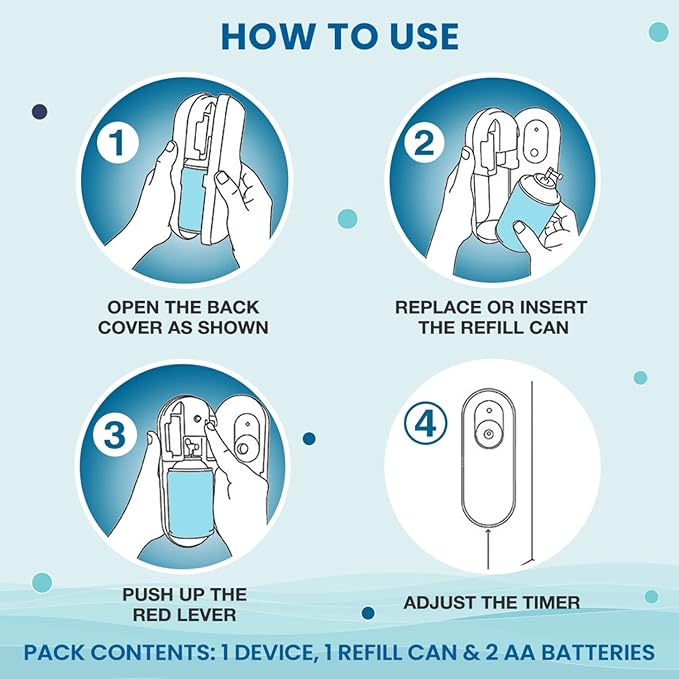 HOW TO USE
1
OPEN THE BACK
COVER AS SHOWN
2
REPLACE OR INSERT
THE REFILL CAN
3
PUSH UP THE
RED LEVER
4
ADJUST THE TIMER
PACK CONTENTS: 1 DEVICE, 1 REFILL CAN & 2 AA BATTERIES